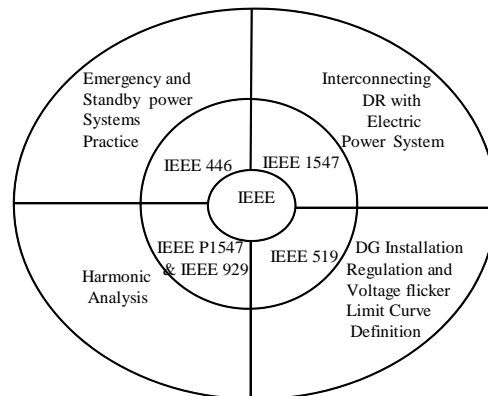 Emergency and
Standby power
Systems
Practice
Interconnecting
DR with
Electric
Power System
IEEE 446
IEEE 1547
IEEE
IEEE P1547
& IEEE 929
IEEE 519
Harmonic
Analysis
DG Installation
Regulation and
Voltage flicker
Limit Curve
Definition